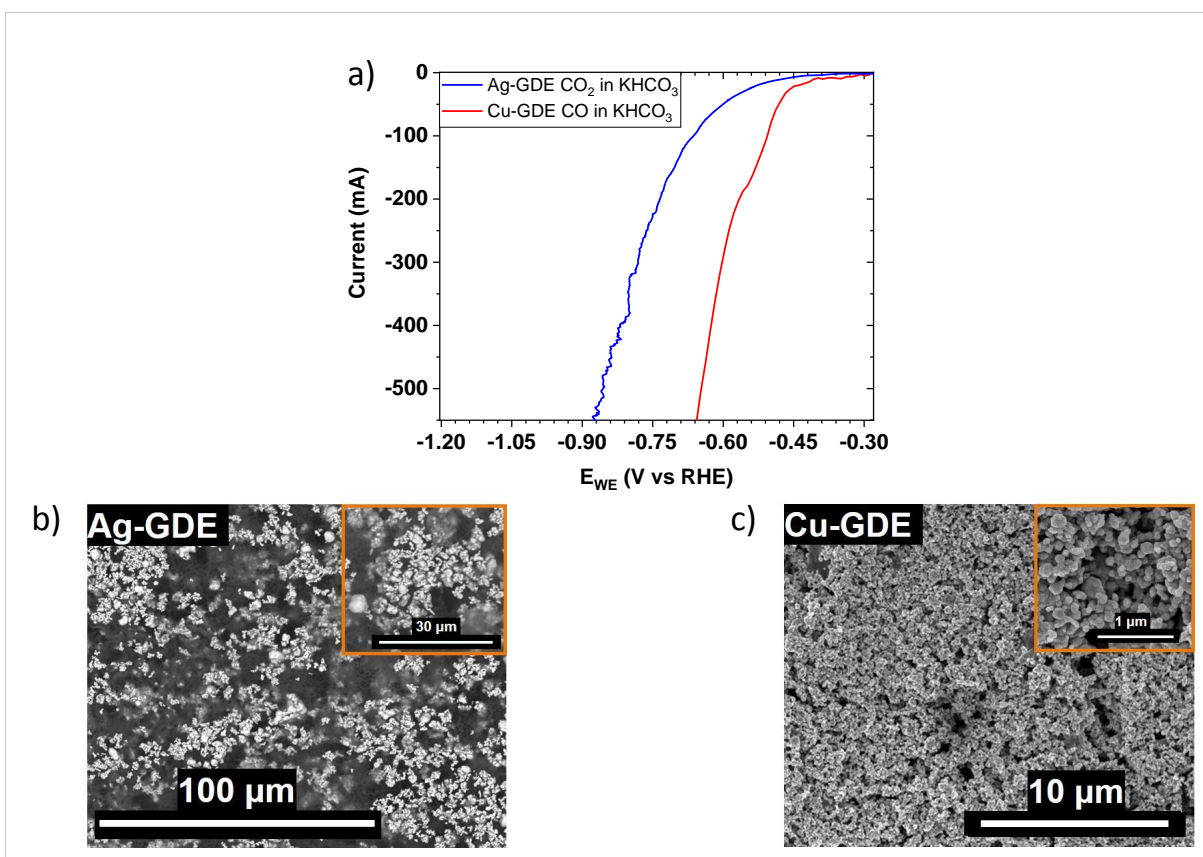 a)
Ag-GDE CO₂ in KHCO₃
Cu-GDE CO in KHCO₃
0
-100
-200
-300
-400
-500
Current (mA)
-1.20 -1.05 -0.90 -0.75 -0.60 -0.45 -0.30
E_WE (V vs RHE)
b)
Ag-GDE
30 µm
100 µm
c)
Cu-GDE
1 µm
10 µm